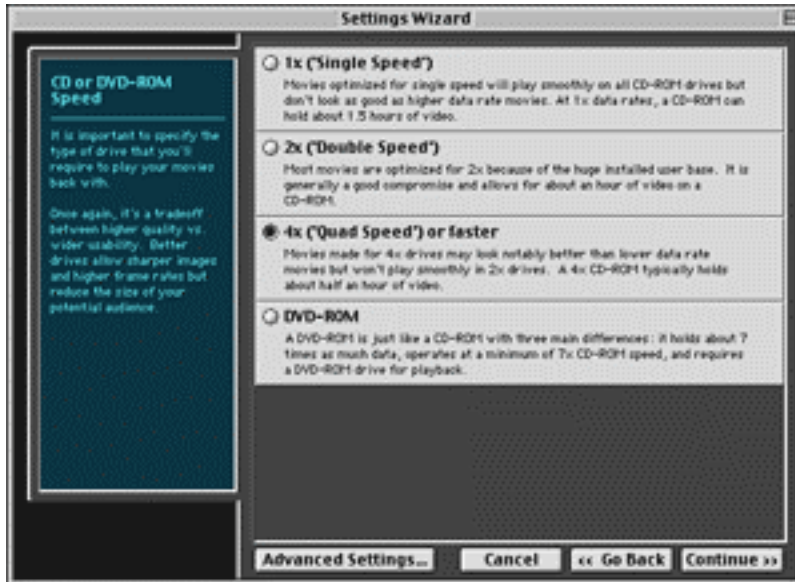 Settings Wizard
CD or DVD-ROM
Speed
It is important to specify the
type of drive that you'll
require to play your movies
back with.
Once again, it's a tradeoff
between higher quality vs.
wider usability. Better
drives allow sharper images
and higher frame rates but
reduce the size of your
potential audience.
1x ('Single Speed')
Movies optimized for single speed will play smoothly on all CD-ROM drives but
don't look as good as higher data rate movies. At 1x data rates, a CD-ROM can
hold about 1.5 hours of video.
2x ('Double Speed')
Most movies are optimized for 2x because of the huge installed user base. It is
generally a good compromise and allows for about an hour of video on a
CD-ROM.
4x ('Quad Speed') or faster
Movies made for 4x drives may look notably better than lower data rate
movies but won't play smoothly in 2x drives. A 4x CD-ROM typically holds
about half an hour of video.
DVD-ROM
A DVD-ROM is just like a CD-ROM with three main differences: it holds about 7
times as much data, operates at a minimum of 7x CD-ROM speed, and requires
a DVD-ROM drive for playback.
Advanced Settings... Cancel << Go Back Continue >>